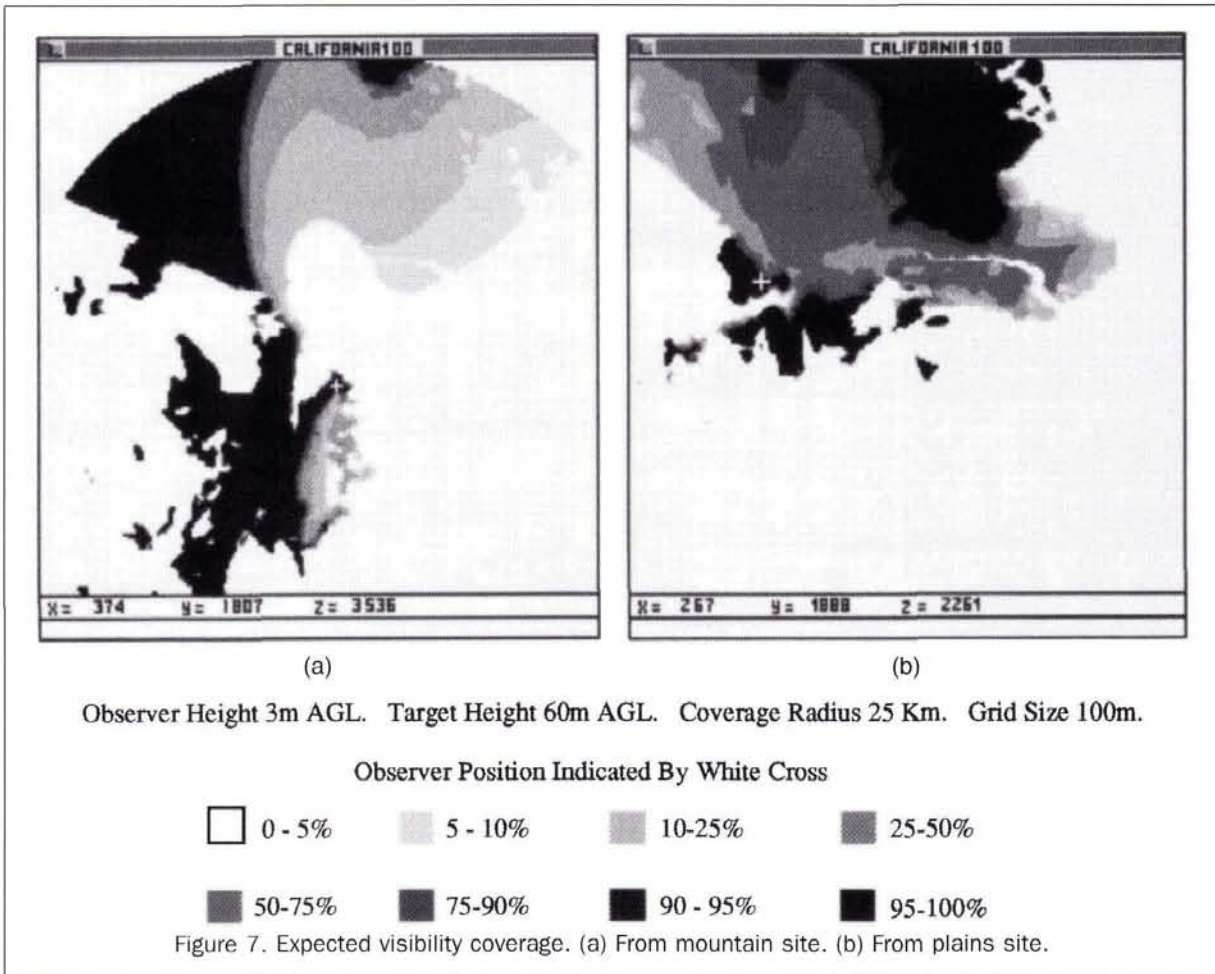 CALIFORNIA100
X= 374 Y= 1807 Z= 3536
(a)
CALIFORNIA100
X= 267 Y= 1888 Z= 2261
(b)
Observer Height 3m AGL. Target Height 60m AGL. Coverage Radius 25 Km. Grid Size 100m.
Observer Position Indicated By White Cross
0 - 5% 5 - 10% 10-25% 25-50%
50-75% 75-90% 90 - 95% 95-100%
Figure 7. Expected visibility coverage. (a) From mountain site. (b) From plains site.